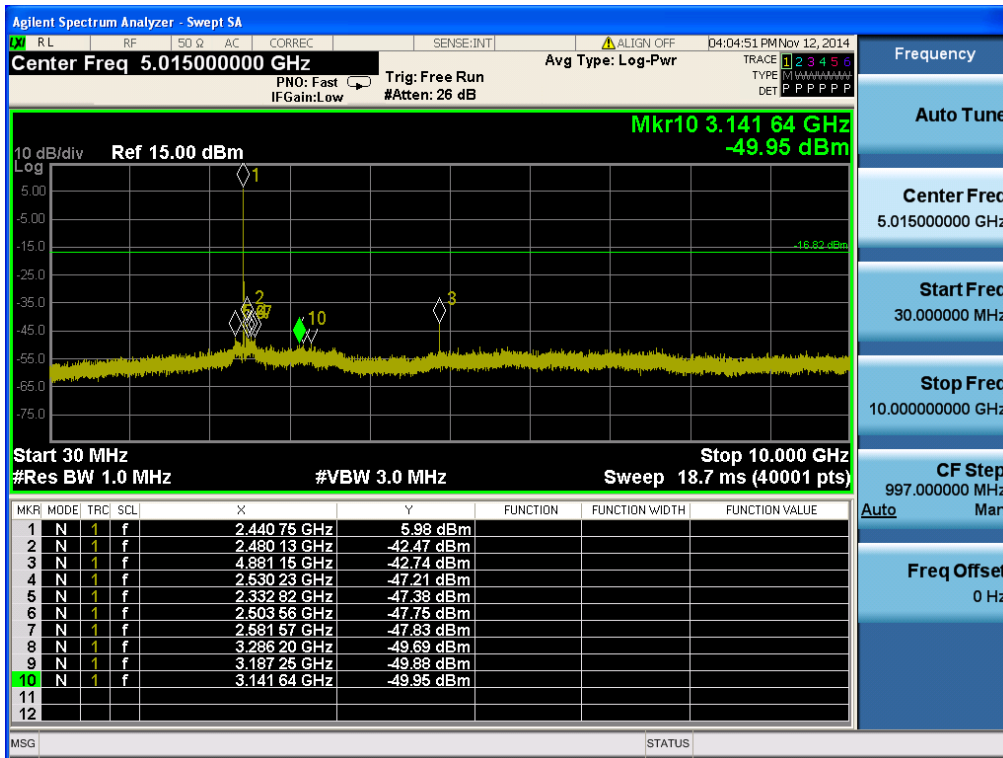 Agilent Spectrum Analyzer - Swept SA
LXI RL RF 50 Ω AC CORREC SENSE:INT ALIGN OFF 04:04:51 PM Nov 12, 2014
Center Freq 5.015000000 GHz
PNO: Fast
IFGain:Low
Trig: Free Run
#Atten: 26 dB
Avg Type: Log-Pwr
TRACE 1 2 3 4 5 6
TYPE M
DET P P P P P P
Mkr10 3.141 64 GHz
-49.95 dBm
10 dB/div Ref 15.00 dBm
Log
5.00
-5.00
-15.0
-25.0
-35.0
-45.0
-55.0
-65.0
-75.0
1
-16.82 dBm
2
3
10
Start 30 MHz Stop 10.000 GHz
#Res BW 1.0 MHz #VBW 3.0 MHz Sweep 18.7 ms (40001 pts)
MKR MODE TRC SCL X Y FUNCTION FUNCTION WIDTH FUNCTION VALUE
1 N 1 f 2.440 75 GHz 5.98 dBm
2 N 1 f 2.480 13 GHz -42.47 dBm
3 N 1 f 4.881 15 GHz -42.74 dBm
4 N 1 f 2.530 23 GHz -47.21 dBm
5 N 1 f 2.332 82 GHz -47.38 dBm
6 N 1 f 2.503 56 GHz -47.75 dBm
7 N 1 f 2.581 57 GHz -47.83 dBm
8 N 1 f 3.286 20 GHz -49.69 dBm
9 N 1 f 3.187 25 GHz -49.88 dBm
10 N 1 f 3.141 64 GHz -49.95 dBm
11
12
MSG STATUS
Frequency
Auto Tune
Center Freq
5.015000000 GHz
Start Freq
30.000000 MHz
Stop Freq
10.000000000 GHz
CF Step
997.000000 MHz
Auto Man
Freq Offset
0 Hz